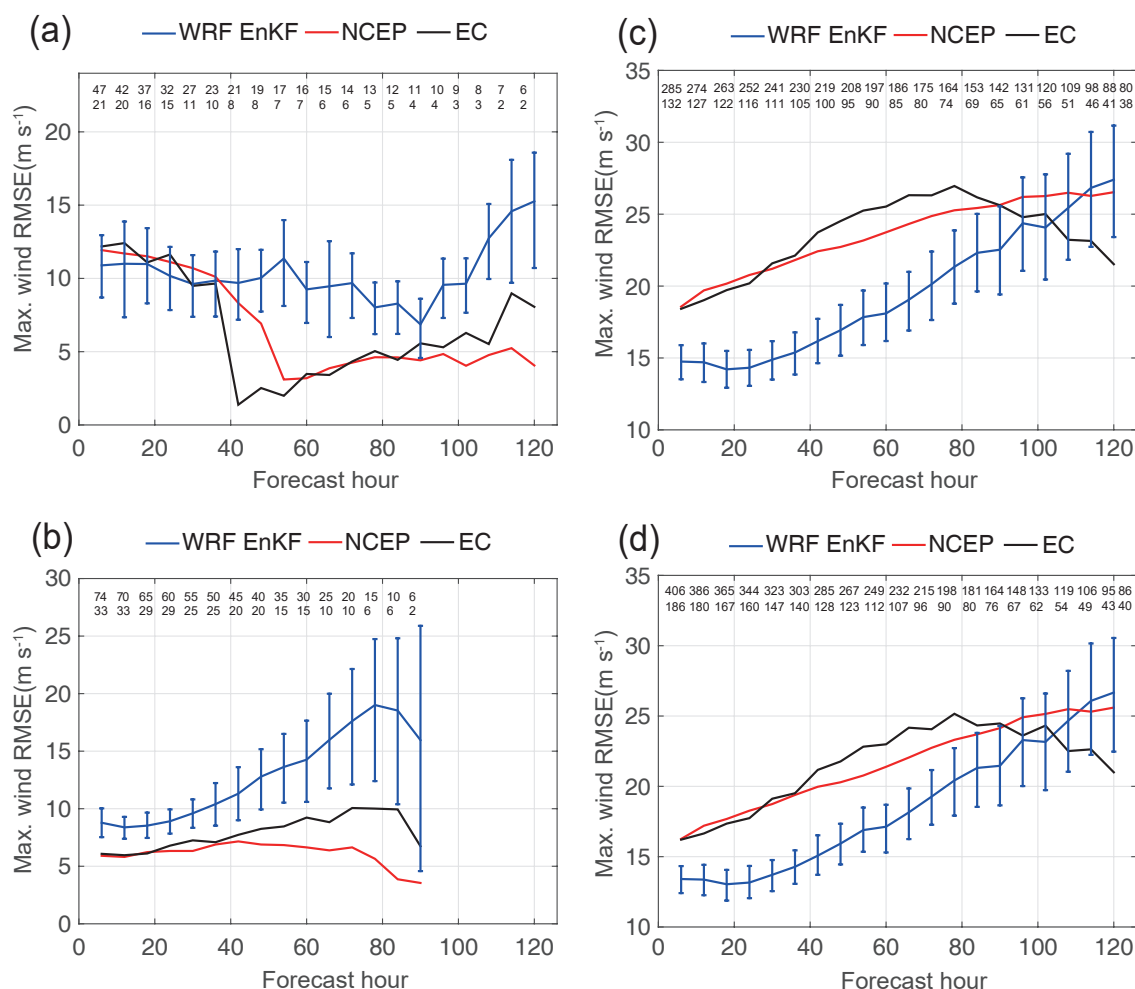 (a)
WRF EnKF NCEP EC
47 42 37 32 27 23 21 19 17 16 15 14 13 12 11 10 9 8 7 6
21 20 16 15 11 10 8 8 7 7 6 6 5 5 4 4 3 3 2 2
20
15
10
5
0
Max. wind RMSE(m s⁻¹)
0 20 40 60 80 100 120
Forecast hour
(b)
WRF EnKF NCEP EC
74 70 65 60 55 50 45 40 35 30 25 20 15 10 6
33 33 29 29 25 25 20 20 15 15 10 10 6 6 2
30
25
20
15
10
5
0
Max. wind RMSE(m s⁻¹)
0 20 40 60 80 100 120
Forecast hour
(c)
WRF EnKF NCEP EC
285 274 263 252 241 230 219 208 197 186 175 164 153 142 131 120 109 98 88 80
132 127 122 116 111 105 100 95 90 85 80 74 69 65 61 56 51 46 41 38
35
30
25
20
15
10
Max. wind RMSE(m s⁻¹)
0 20 40 60 80 100 120
Forecast hour
(d)
WRF EnKF NCEP EC
406 386 365 344 323 303 285 267 249 232 215 198 181 164 148 133 119 106 95 86
186 180 167 160 147 140 128 123 112 107 96 90 80 76 67 62 54 49 43 40
35
30
25
20
15
10
Max. wind RMSE(m s⁻¹)
0 20 40 60 80 100 120
Forecast hour